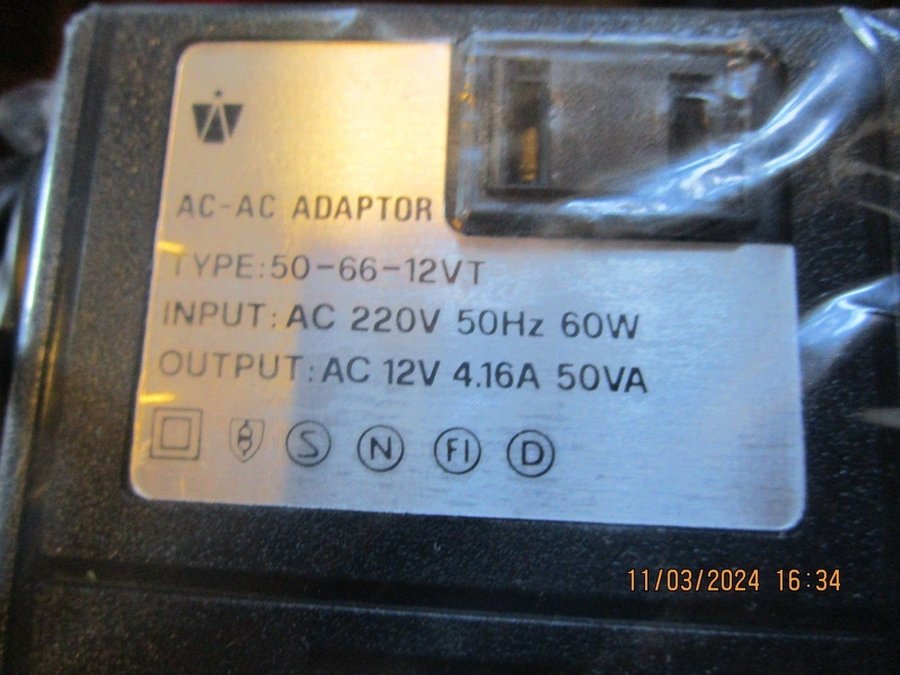 AC-AC ADAPTOR
TYPE:50-66-12VT
INPUT: AC 220V 50Hz 60W
OUTPUT: AC 12V 4.16A 50VA
S N FI D
11/03/2024 16:34